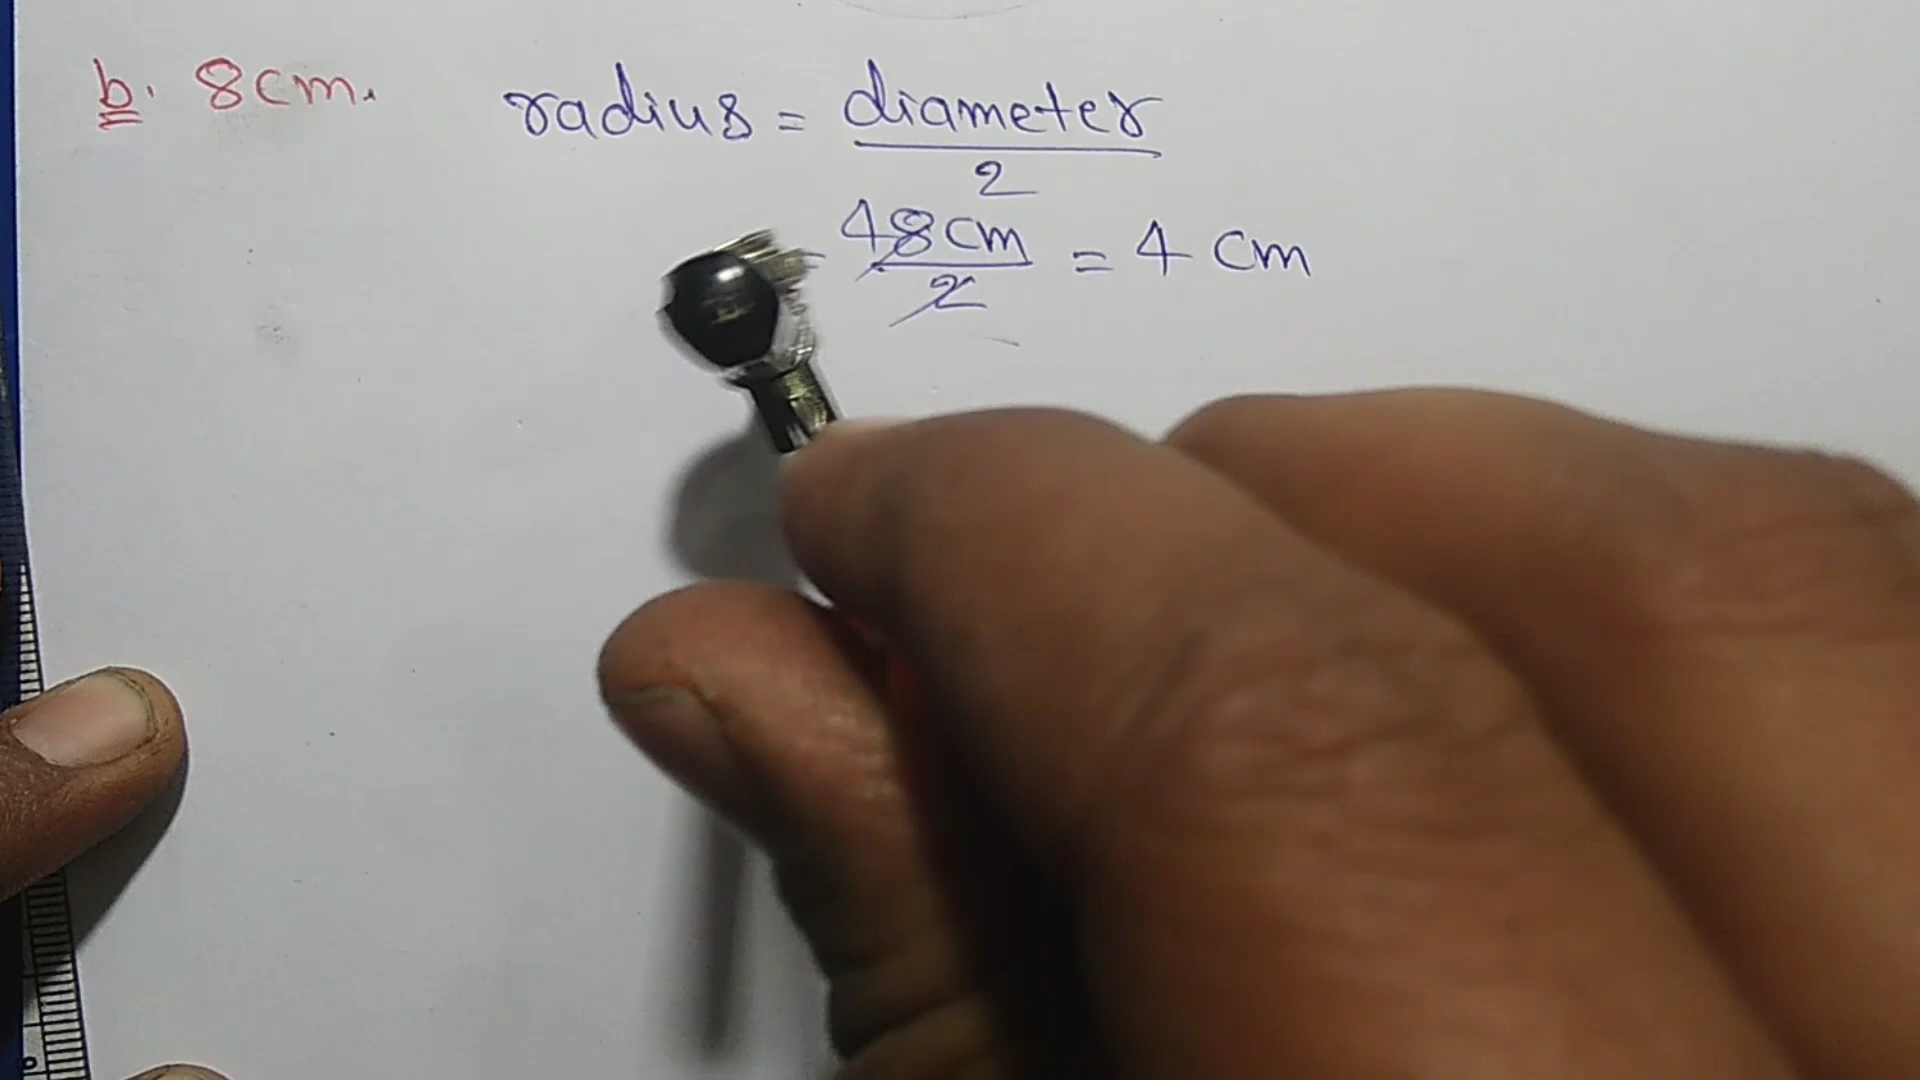 b. 8cm. radius = diameter
2
= 48cm = 4 cm
2